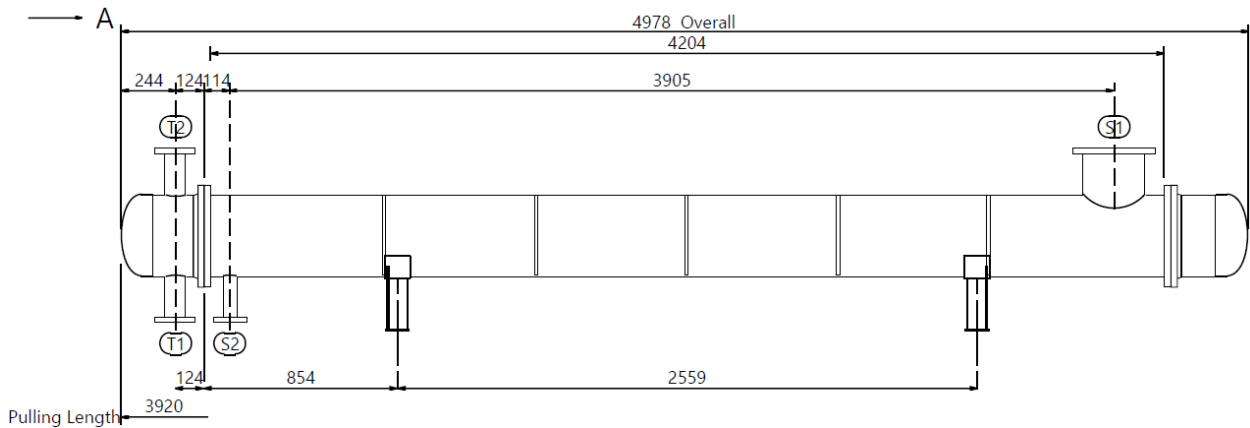 A
4978 Overall
4204
244 124 114 3905
T2 S1
T1 S2
124 854 2559
Pulling Length 3920